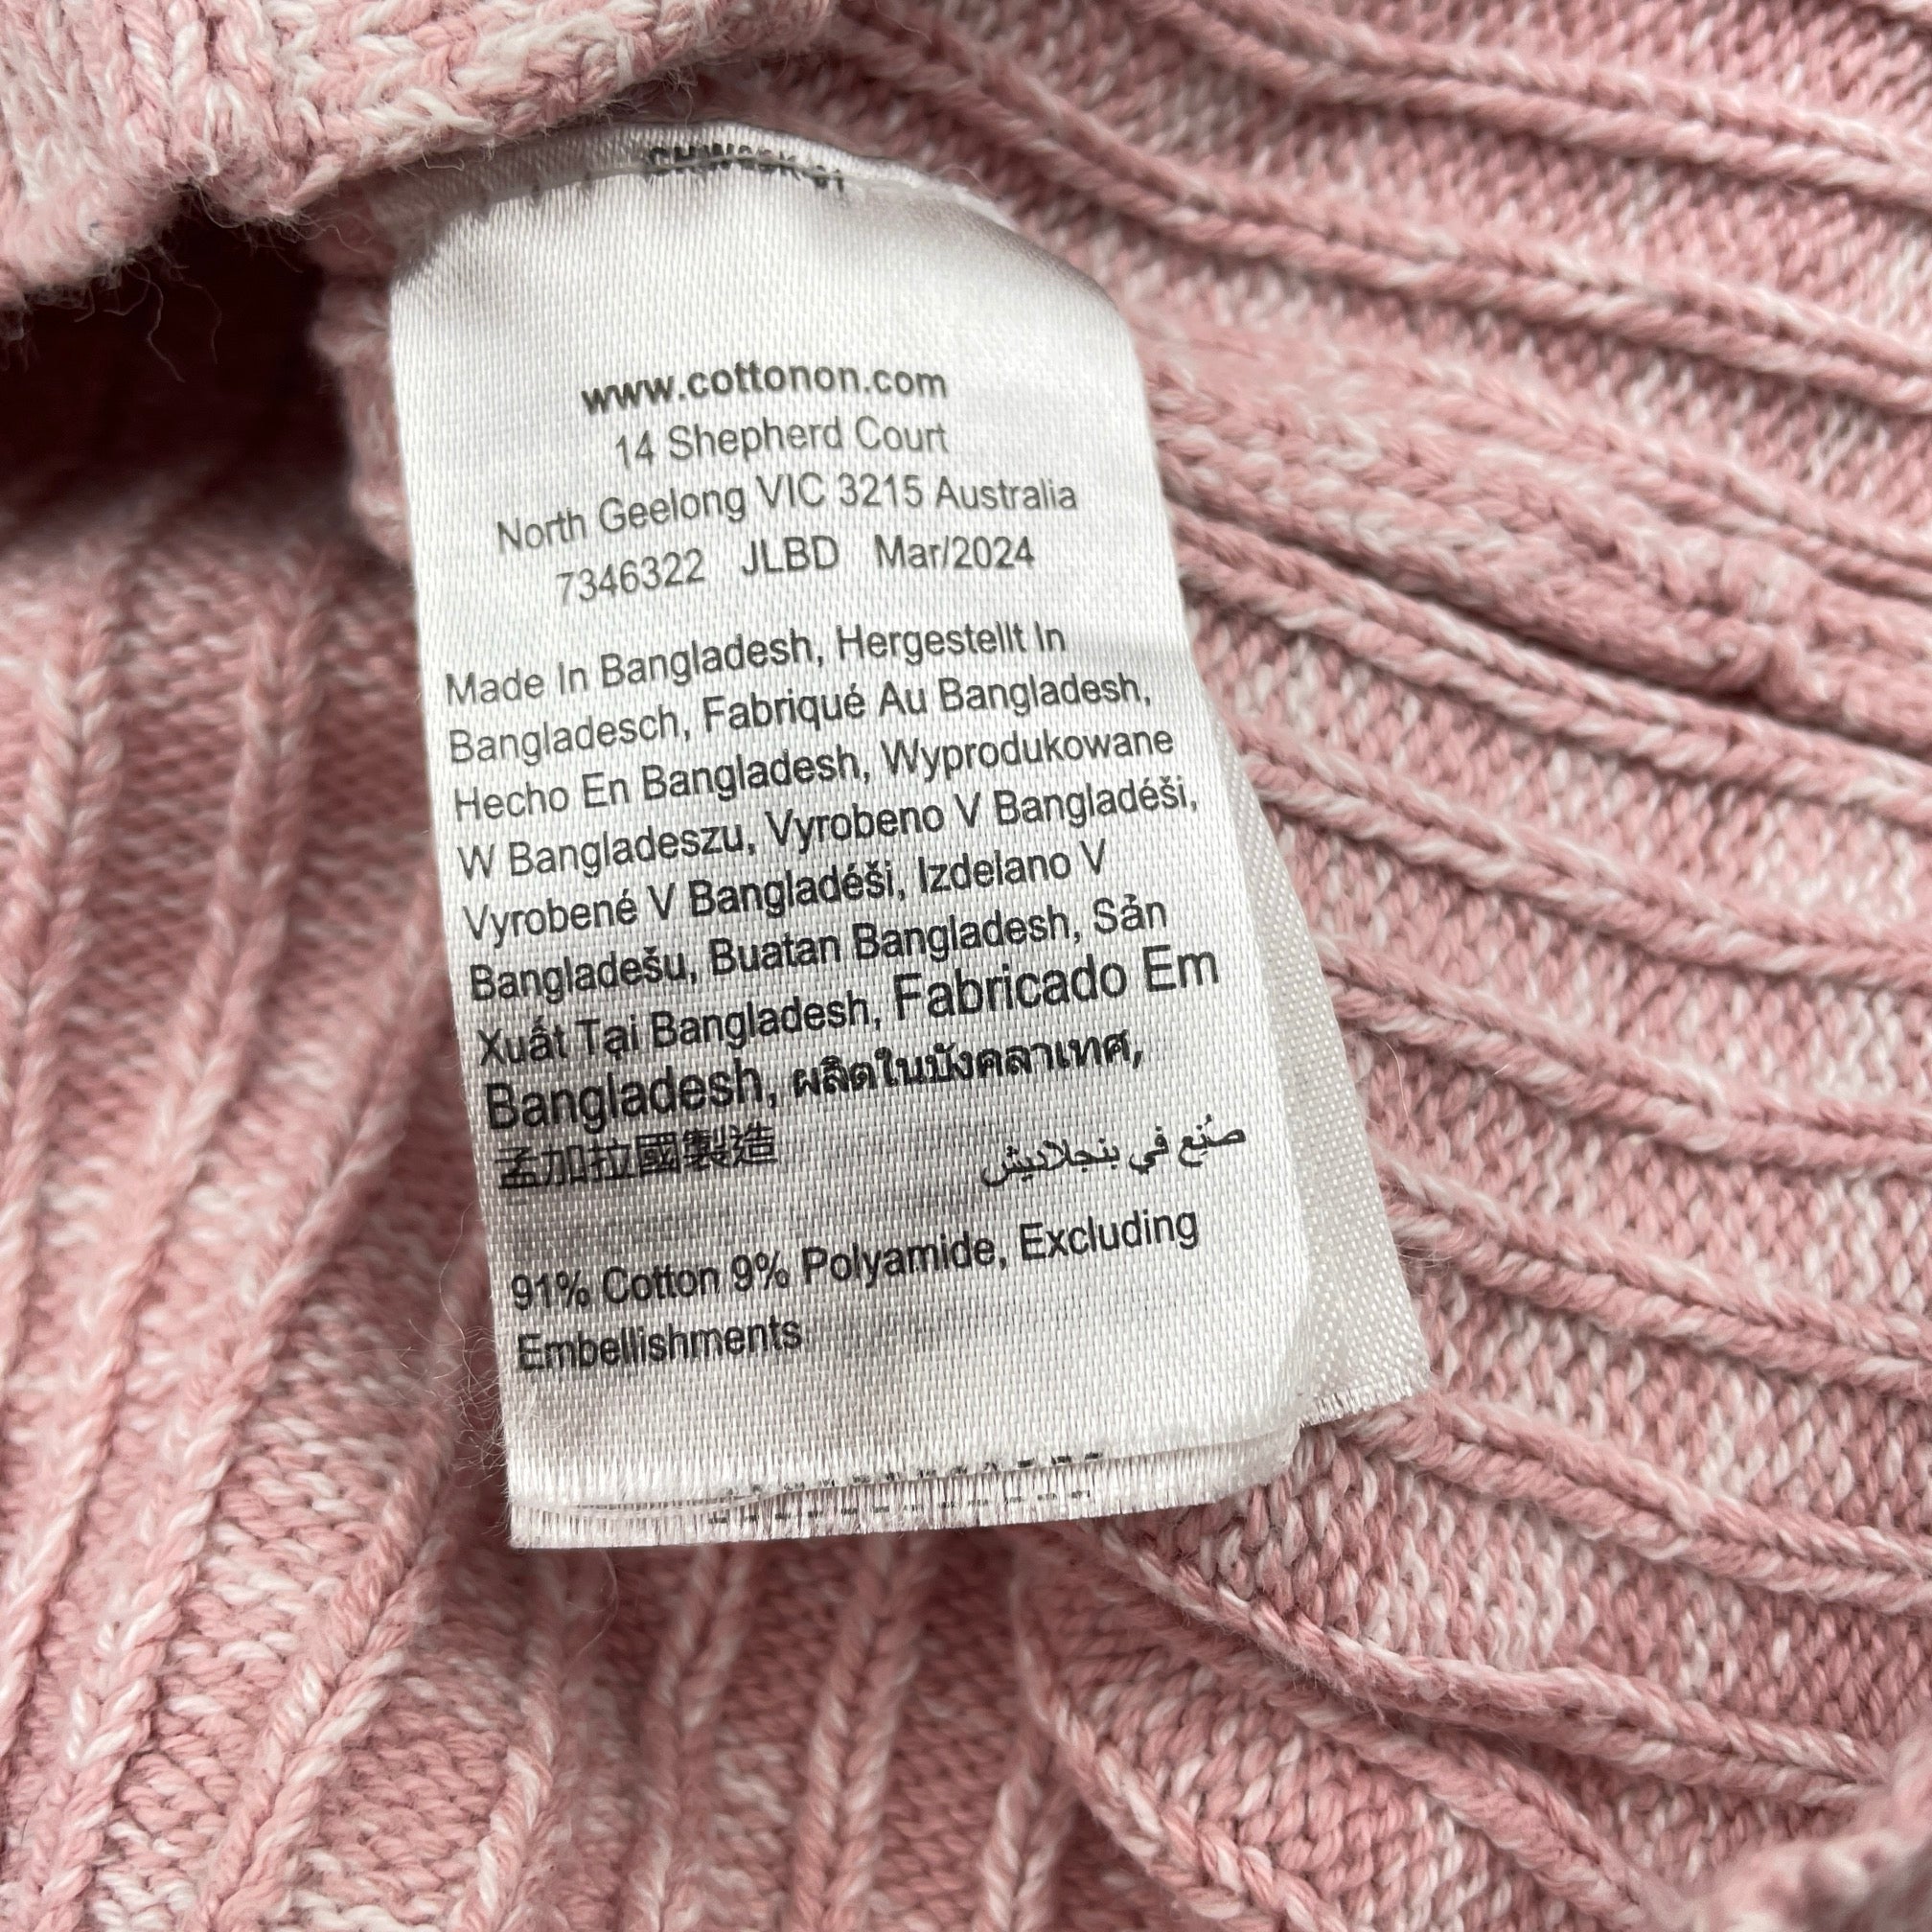 www.cottonon.com
14 Shepherd Court
North Geelong VIC 3215 Australia
7346322 JLBD Mar/2024
Made In Bangladesh, Hergestellt In
Bangladesch, Fabriqué Au Bangladesh,
Hecho En Bangladesh, Wyprodukowane
W Bangladeszu, Vyrobeno V Bangladéši,
Vyrobené V Bangladéši, Izdelano V
Bangladešu, Buatan Bangladesh, Sản
Xuất Tại Bangladesh, Fabricado Em
Bangladesh, ผลิตในบังคลาเทศ,
孟加拉國製造 صُنِع في بنجلاديش
91% Cotton 9% Polyamide, Excluding
Embellishments